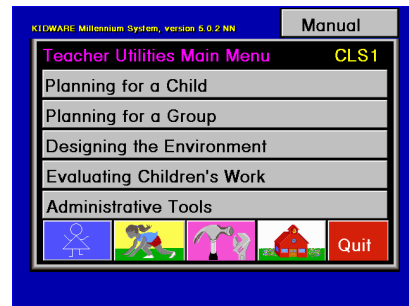 KIDWARE Millennium System, version 5.0.2 NN
Manual
Teacher Utilities Main Menu CLS1
Planning for a Child
Planning for a Group
Designing the Environment
Evaluating Children's Work
Administrative Tools
Quit